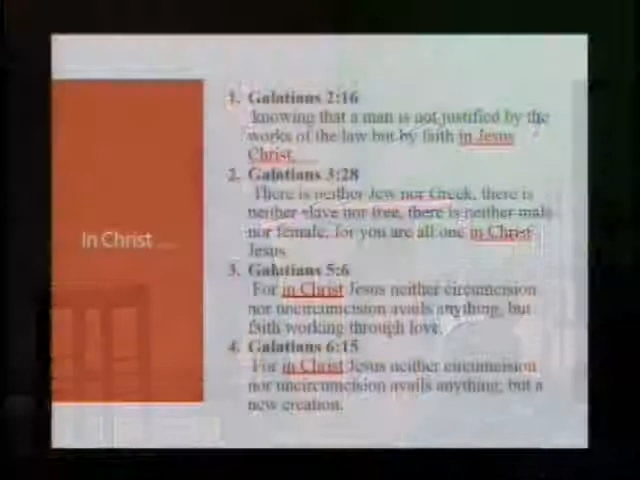 In Christ ...
1. Galatians 2:16
knowing that a man is not justified by the
works of the law but by faith in Jesus
Christ,...
2. Galatians 3:28
There is neither Jew nor Greek, there is
neither slave nor free, there is neither male
nor female, for you are all one in Christ
Jesus.
3. Galatians 5:6
For in Christ Jesus neither circumcision
nor uncircumcision avails anything, but
faith working through love.
4. Galatians 6:15
For in Christ Jesus neither circumcision
nor uncircumcision avails anything, but a
new creation.